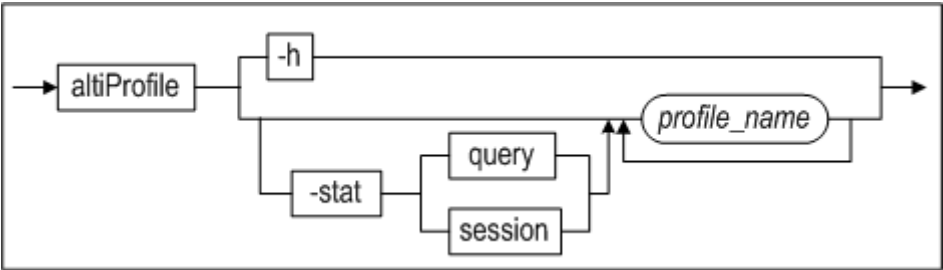 -h
altiProfile
profile_name
query
-stat
session